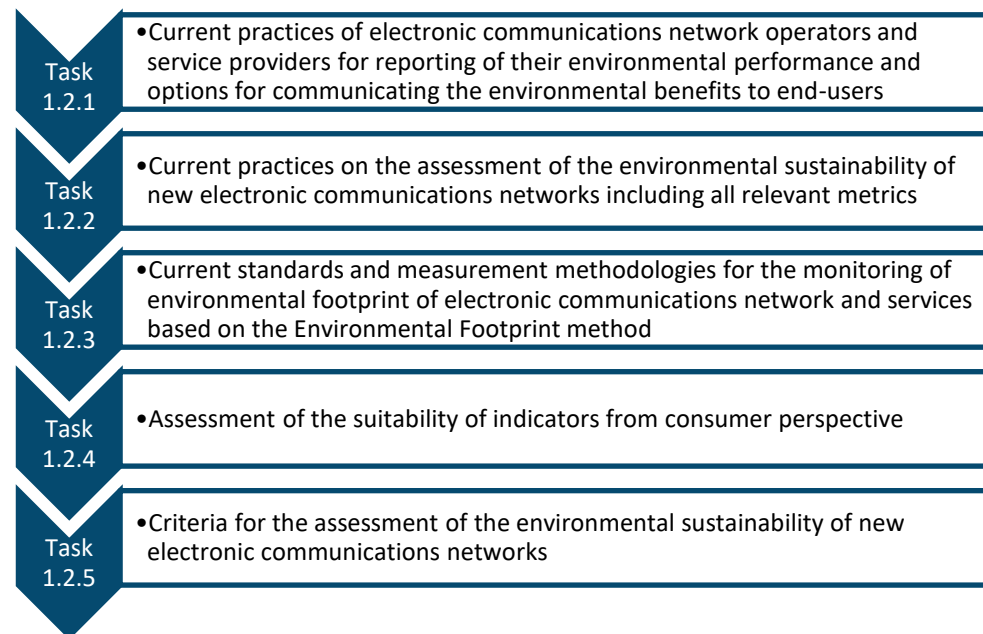 Task
1.2.1
•Current practices of electronic communications network operators and
service providers for reporting of their environmental performance and
options for communicating the environmental benefits to end-users
Task
1.2.2
•Current practices on the assessment of the environmental sustainability of
new electronic communications networks including all relevant metrics
Task
1.2.3
•Current standards and measurement methodologies for the monitoring of
environmental footprint of electronic communications network and services
based on the Environmental Footprint method
Task
1.2.4
•Assessment of the suitability of indicators from consumer perspective
Task
1.2.5
•Criteria for the assessment of the environmental sustainability of new
electronic communications networks